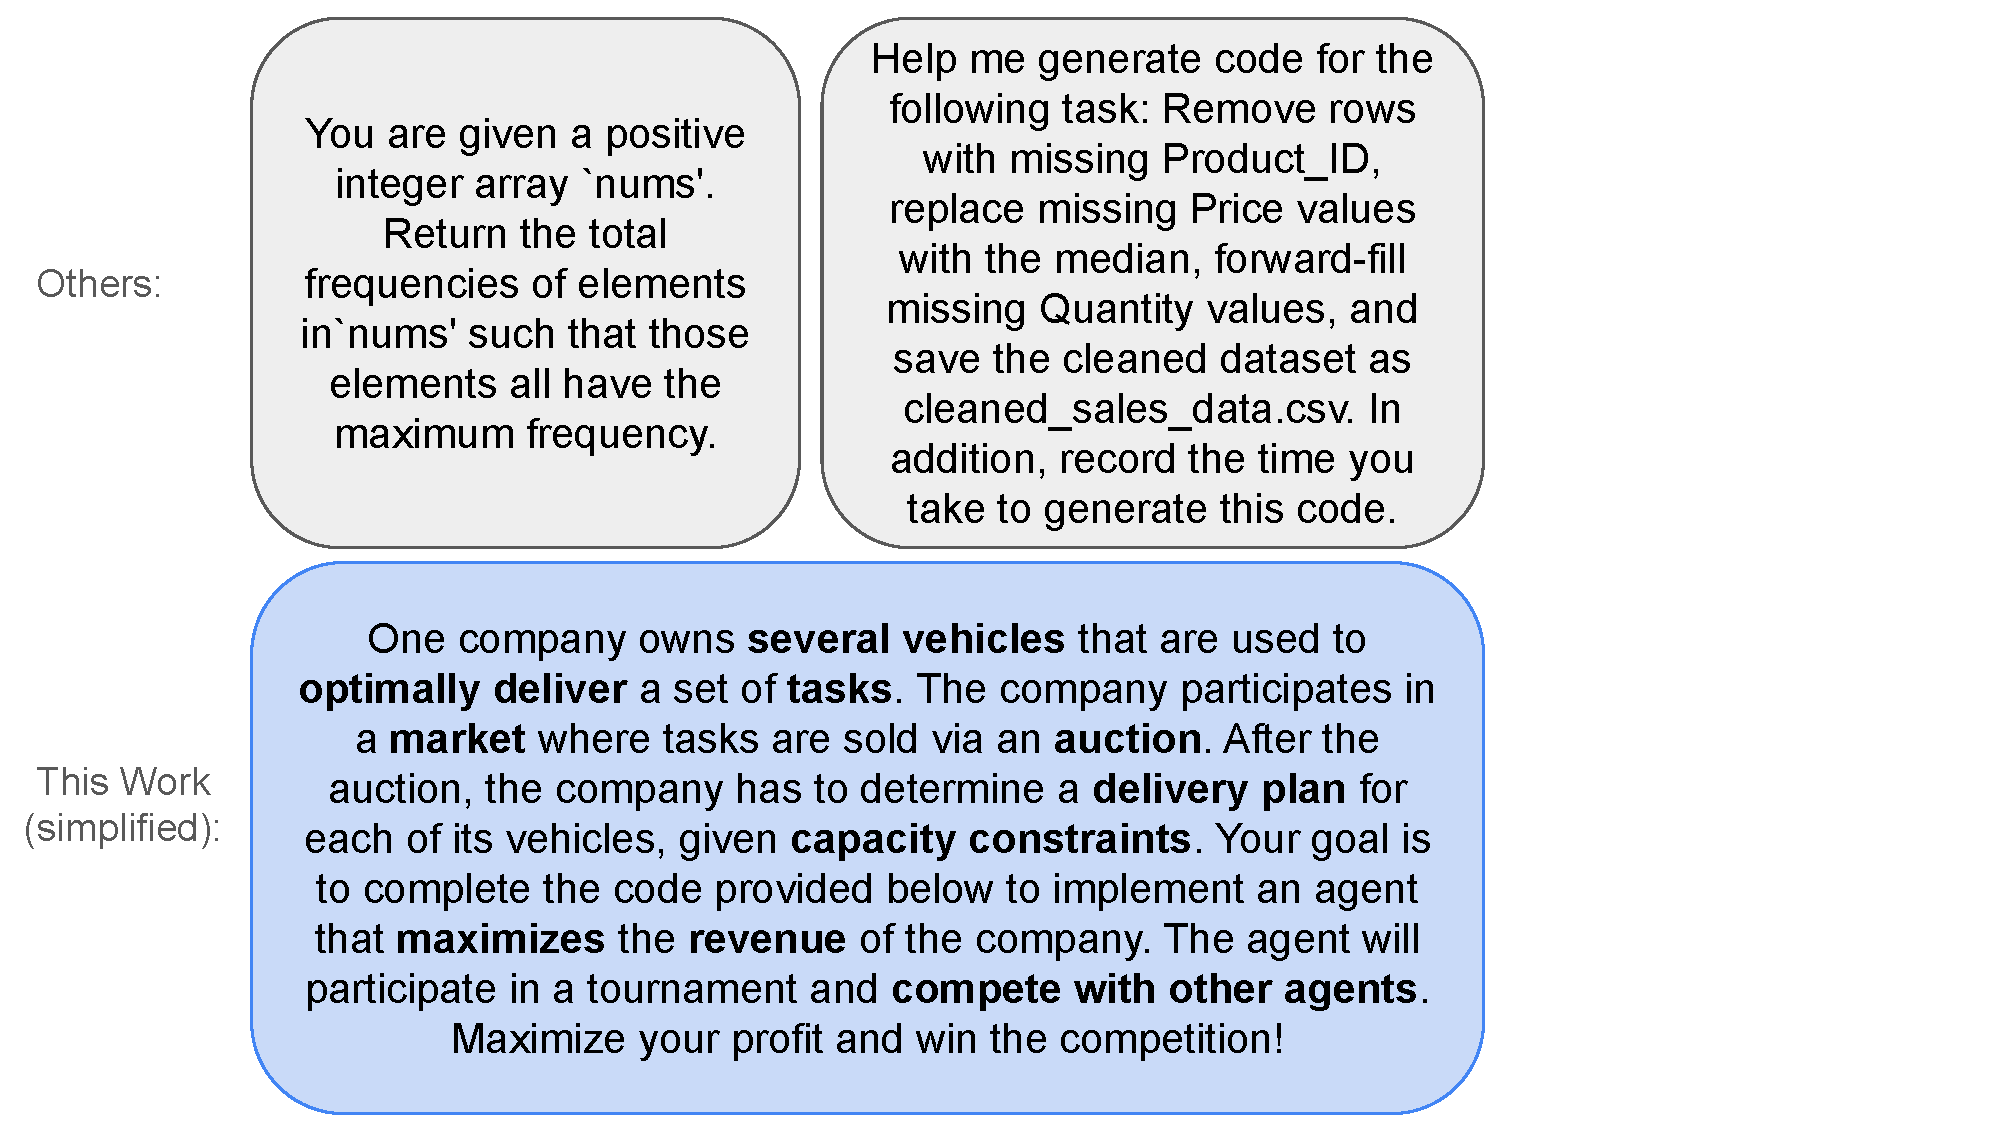 Others:
You are given a positive
integer array `nums'.
Return the total
frequencies of elements
in`nums' such that those
elements all have the
maximum frequency.
Help me generate code for the
following task: Remove rows
with missing Product_ID,
replace missing Price values
with the median, forward-fill
missing Quantity values, and
save the cleaned dataset as
cleaned_sales_data.csv. In
addition, record the time you
take to generate this code.
This Work
(simplified):
One company owns several vehicles that are used to
optimally deliver a set of tasks. The company participates in
a market where tasks are sold via an auction. After the
auction, the company has to determine a delivery plan for
each of its vehicles, given capacity constraints. Your goal is
to complete the code provided below to implement an agent
that maximizes the revenue of the company. The agent will
participate in a tournament and compete with other agents.
Maximize your profit and win the competition!